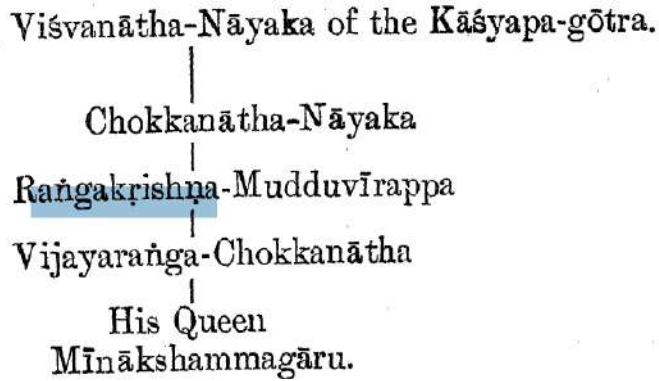 Viśvanātha-Nāyaka of the Kāśyapa-gōtra.
Chokkanātha-Nāyaka
Raṅgakṛishṇa-Mudduvīrappa
Vijayaraṅga-Chokkanātha
His Queen
Mīnākshammagāru.